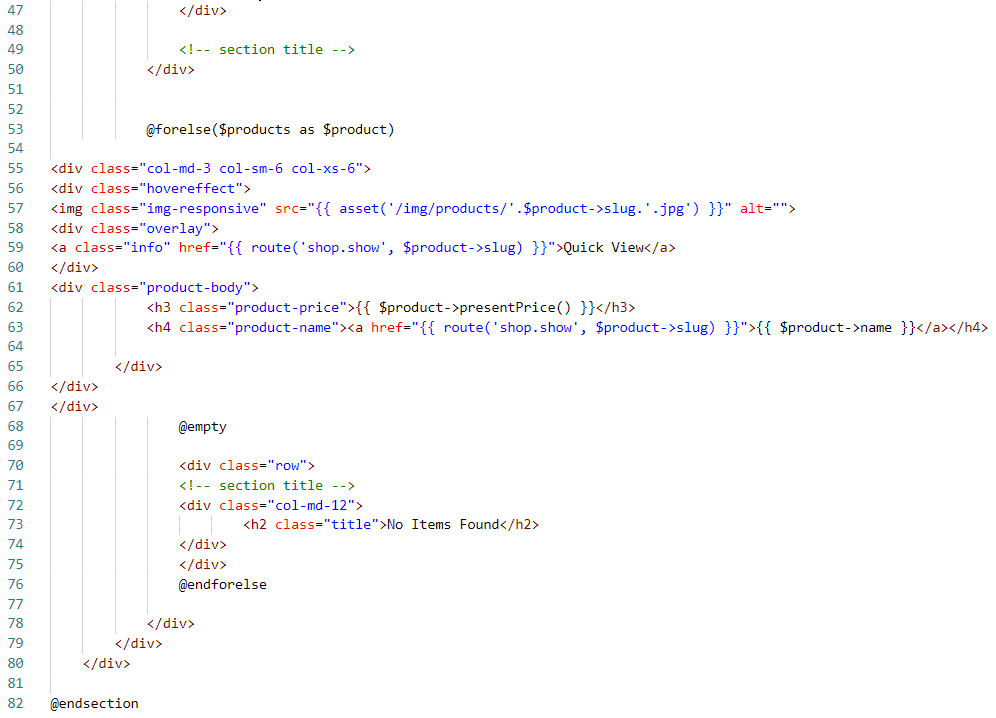 47 </div>
48
49 <!-- section title -->
50 </div>
51
52
53 @forelse($products as $product)
54
55 <div class="col-md-3 col-sm-6 col-xs-6">
56 <div class="hovereffect">
57 <img class="img-responsive" src="{{ asset('/img/products/'.$product->slug.'.jpg') }}" alt="">
58 <div class="overlay">
59 <a class="info" href="{{ route('shop.show', $product->slug) }}">Quick View</a>
60 </div>
61 <div class="product-body">
62 <h3 class="product-price">{{ $product->presentPrice() }}</h3>
63 <h4 class="product-name"><a href="{{ route('shop.show', $product->slug) }}">{{ $product->name }}</a></h4>
64
65 </div>
66 </div>
67 </div>
68 @empty
69
70 <div class="row">
71 <!-- section title -->
72 <div class="col-md-12">
73 <h2 class="title">No Items Found</h2>
74 </div>
75 </div>
76 @endforelse
77
78 </div>
79 </div>
80 </div>
81
82 @endsection